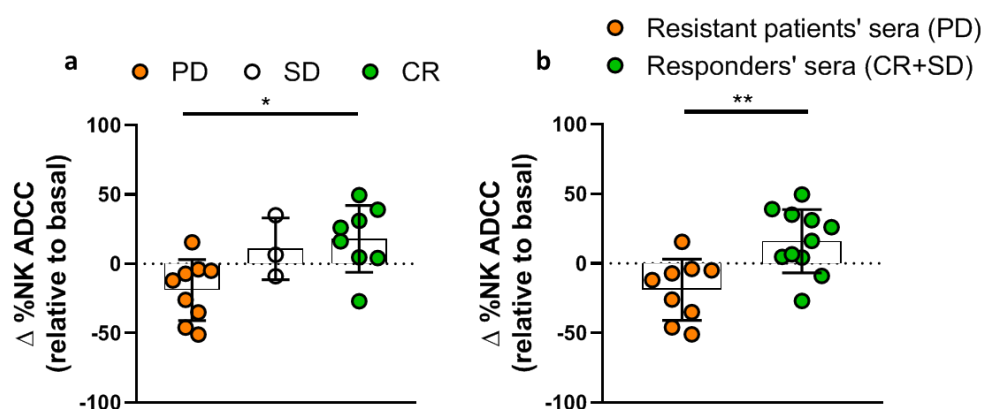 a
PD SD CR
*
100
50
0
-50
-100
Δ %NK ADCC
(relative to basal)
b
Resistant patients' sera (PD)
Responders' sera (CR+SD)
**
100
50
0
-50
-100
Δ %NK ADCC
(relative to basal)